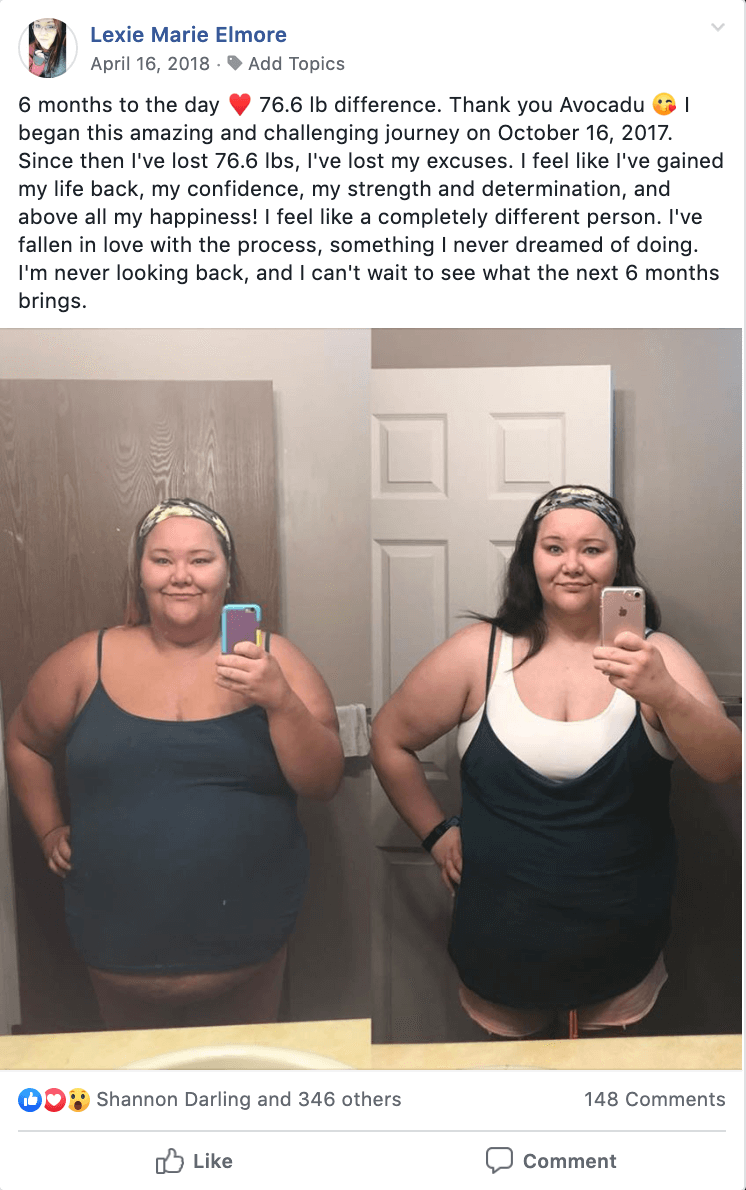 Lexie Marie Elmore
April 16, 2018 · Add Topics
6 months to the day ❤️ 76.6 lb difference. Thank you Avocadu 😘 I
began this amazing and challenging journey on October 16, 2017.
Since then I've lost 76.6 lbs, I've lost my excuses. I feel like I've gained
my life back, my confidence, my strength and determination, and
above all my happiness! I feel like a completely different person. I've
fallen in love with the process, something I never dreamed of doing.
I'm never looking back, and I can't wait to see what the next 6 months
brings.
Shannon Darling and 346 others
148 Comments
Like
Comment